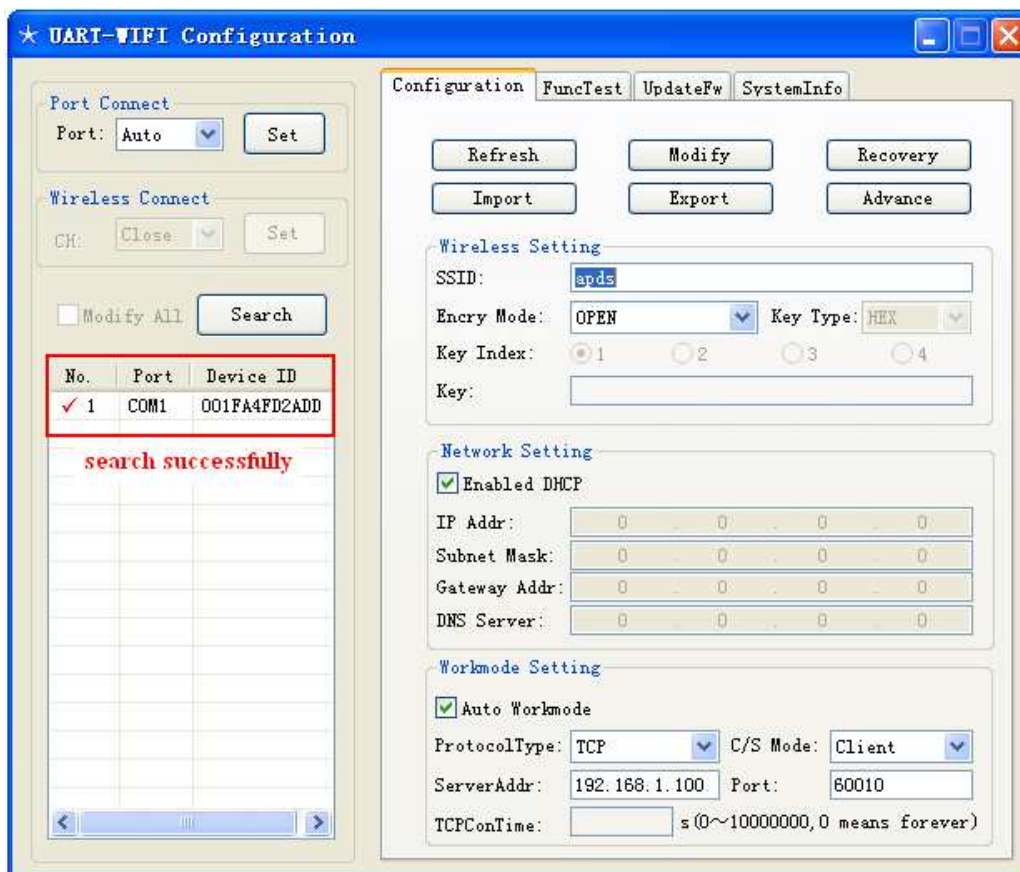 UART-WIFI Configuration
Port Connect
Port: Auto Set
Wireless Connect
CH: Close Set
Modify All Search
No. Port Device ID
1 COM1 001FA4FD2ADD
search successfully
Configuration FuncTest UpdateFw SystemInfo
Refresh Modify Recovery
Import Export Advance
Wireless Setting
SSID: apds
Encry Mode: OPEN Key Type: HEX
Key Index: 1 2 3 4
Key:
Network Setting
Enabled DHCP
IP Addr: 0 . 0 . 0 . 0
Subnet Mask: 0 . 0 . 0 . 0
Gateway Addr: 0 . 0 . 0 . 0
DNS Server: 0 . 0 . 0 . 0
Workmode Setting
Auto Workmode
ProtocolType: TCP C/S Mode: Client
ServerAddr: 192.168.1.100 Port: 60010
TCPConTime: s(0~10000000,0 means forever)